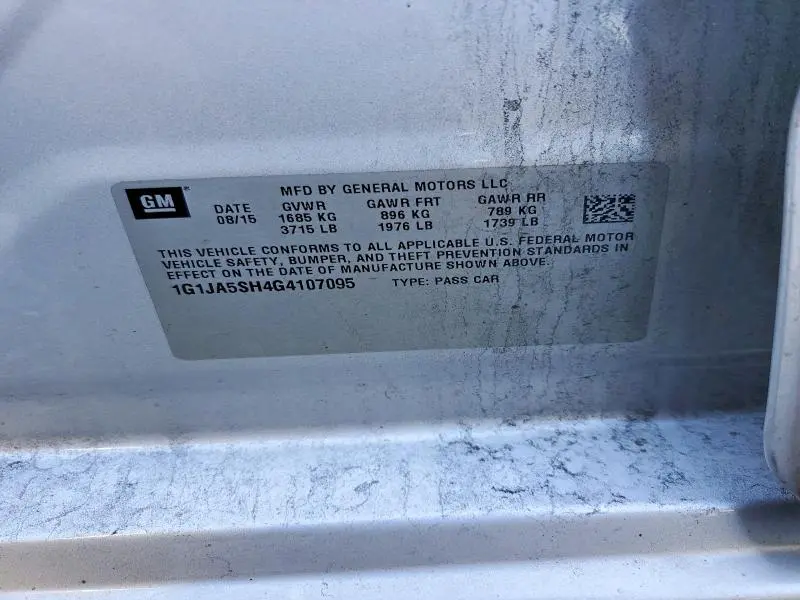 GM
MFD BY GENERAL MOTORS LLC
DATE GVWR GAWR FRT GAWR RR
08/15 1685 KG 896 KG 789 KG
3715 LB 1976 LB 1739 LB
THIS VEHICLE CONFORMS TO ALL APPLICABLE U.S. FEDERAL MOTOR
VEHICLE SAFETY, BUMPER, AND THEFT PREVENTION STANDARDS IN
EFFECT ON THE DATE OF MANUFACTURE SHOWN ABOVE.
1G1JA5SH4G4107095 TYPE: PASS CAR